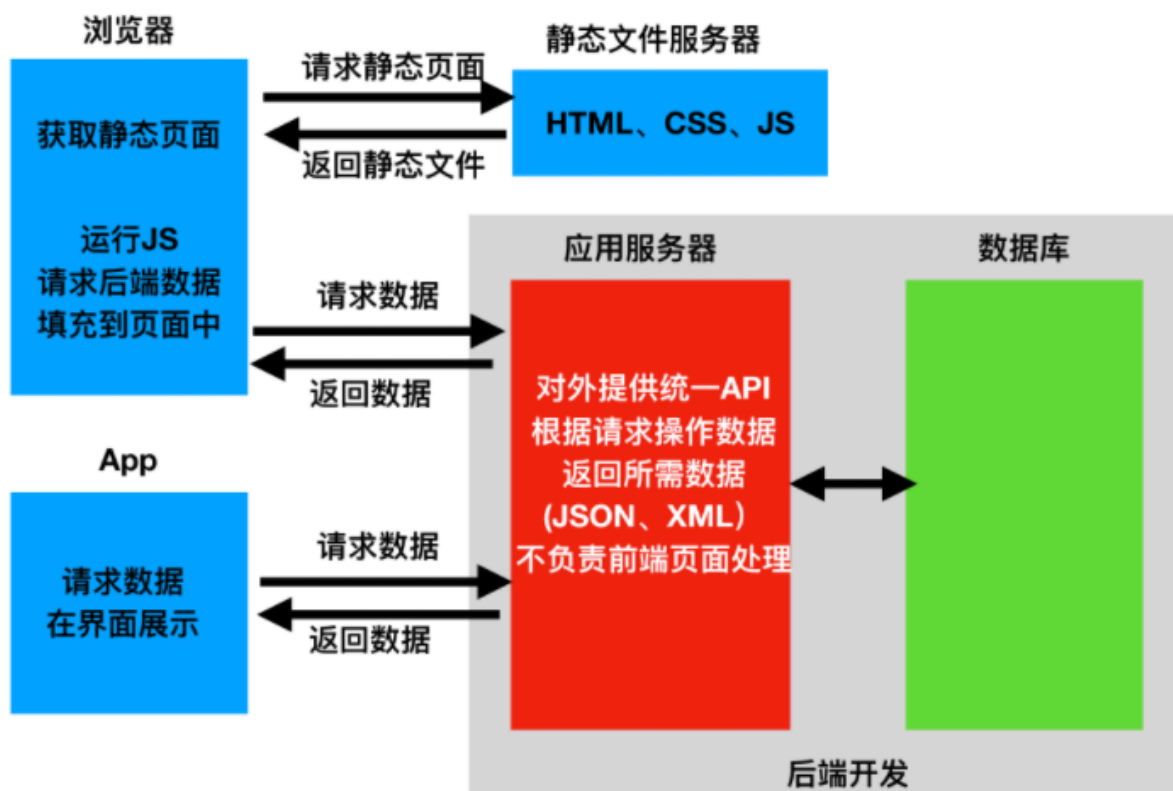 浏览器
静态文件服务器
请求静态页面
HTML、CSS、JS
获取静态页面
返回静态文件
运行JS
请求后端数据
填充到页面中
应用服务器
数据库
请求数据
返回数据
对外提供统一API
根据请求操作数据
返回所需数据
(JSON、XML）
不负责前端页面处理
App
请求数据
请求数据
在界面展示
返回数据
后端开发